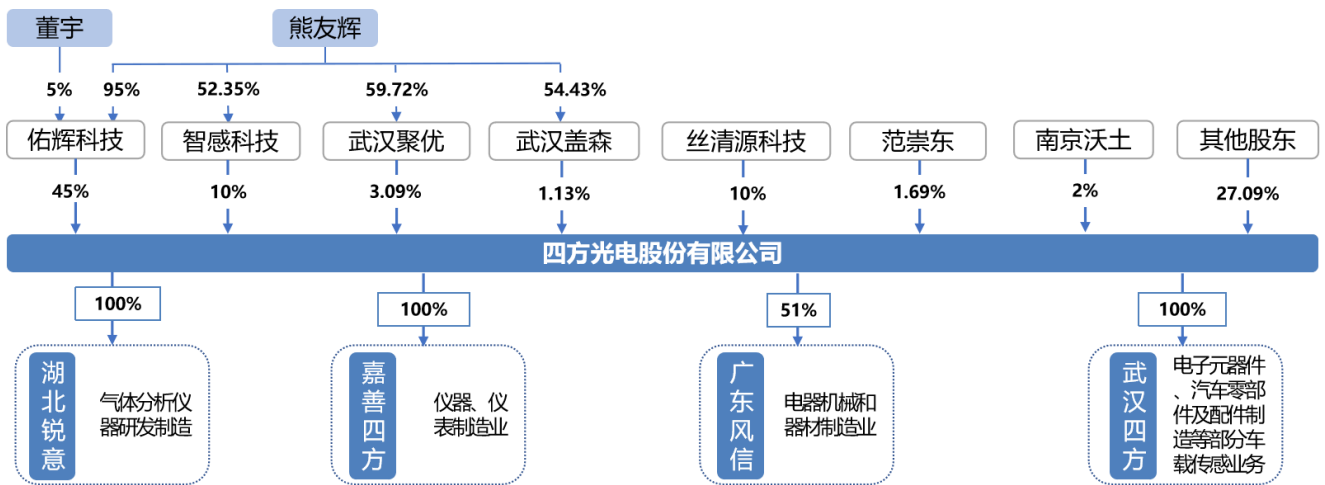 董宇
熊友辉
5%
95%
52.35%
59.72%
54.43%
佑辉科技
智感科技
武汉聚优
武汉盖森
丝清源科技
范崇东
南京沃土
其他股东
45%
10%
3.09%
1.13%
10%
1.69%
2%
27.09%
四方光电股份有限公司
100%
100%
51%
100%
湖北锐意
气体分析仪
器研发制造
嘉善四方
仪器、仪
表制造业
广东风信
电器机械和
器材制造业
武汉四方
电子元器件
、汽车零部
件及配件制
造等部分车
载传感业务